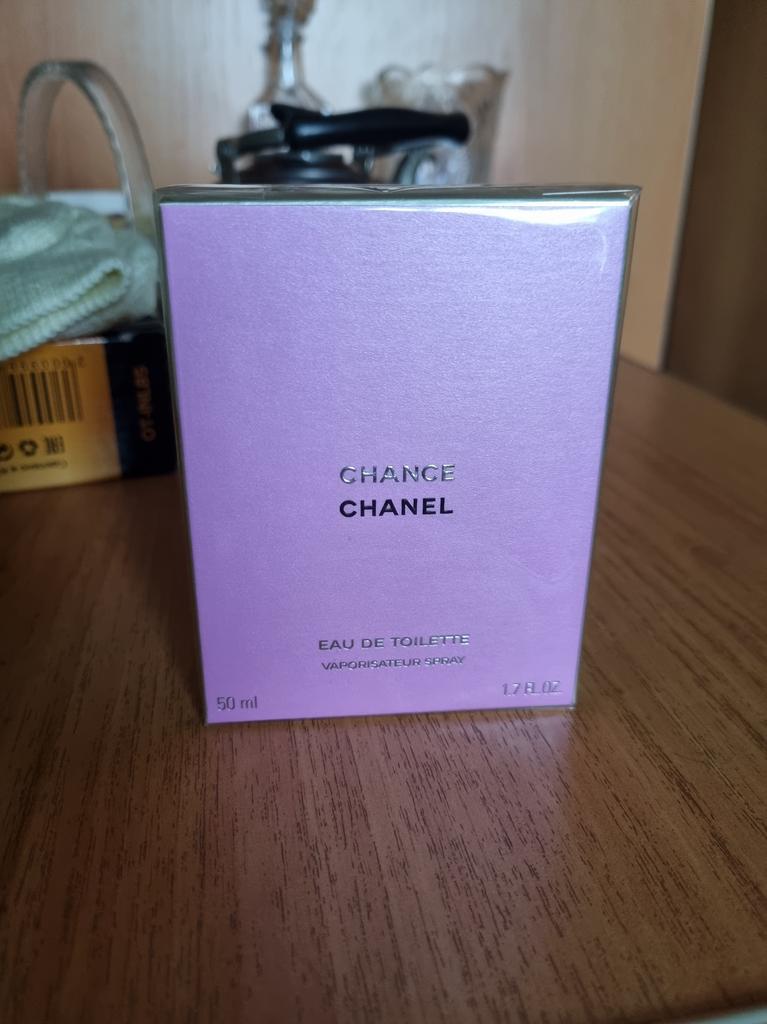 CHANCE
CHANEL
EAU DE TOILETTE
VAPORISATEUR SPRAY
50 ml
1.7 FL.OZ.